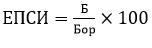 ЕПСИ = Б/Бор × 100